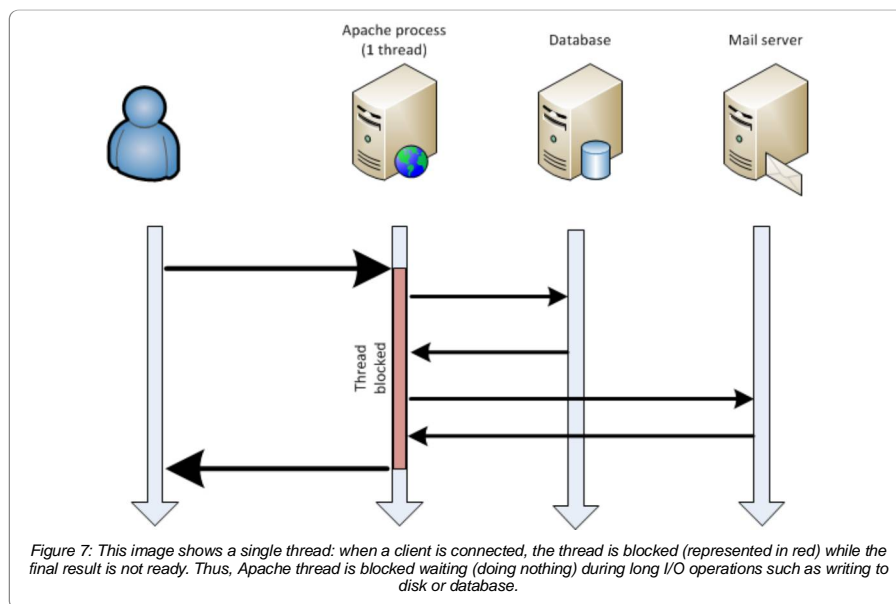 Apache process
(1 thread)
Database
Mail server
Thread
blocked
Figure 7: This image shows a single thread: when a client is connected, the thread is blocked (represented in red) while the
final result is not ready. Thus, Apache thread is blocked waiting (doing nothing) during long I/O operations such as writing to
disk or database.